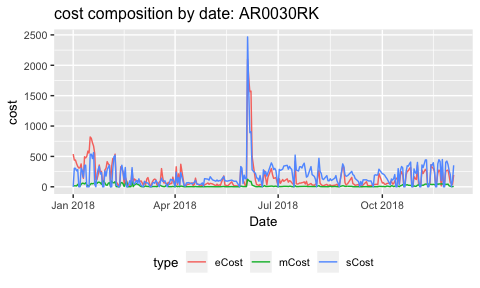 cost composition by date: AR0030RK
2500
2000
1500
1000
500
0
cost
Jan 2018 Apr 2018 Jul 2018 Oct 2018
Date
type eCost mCost sCost